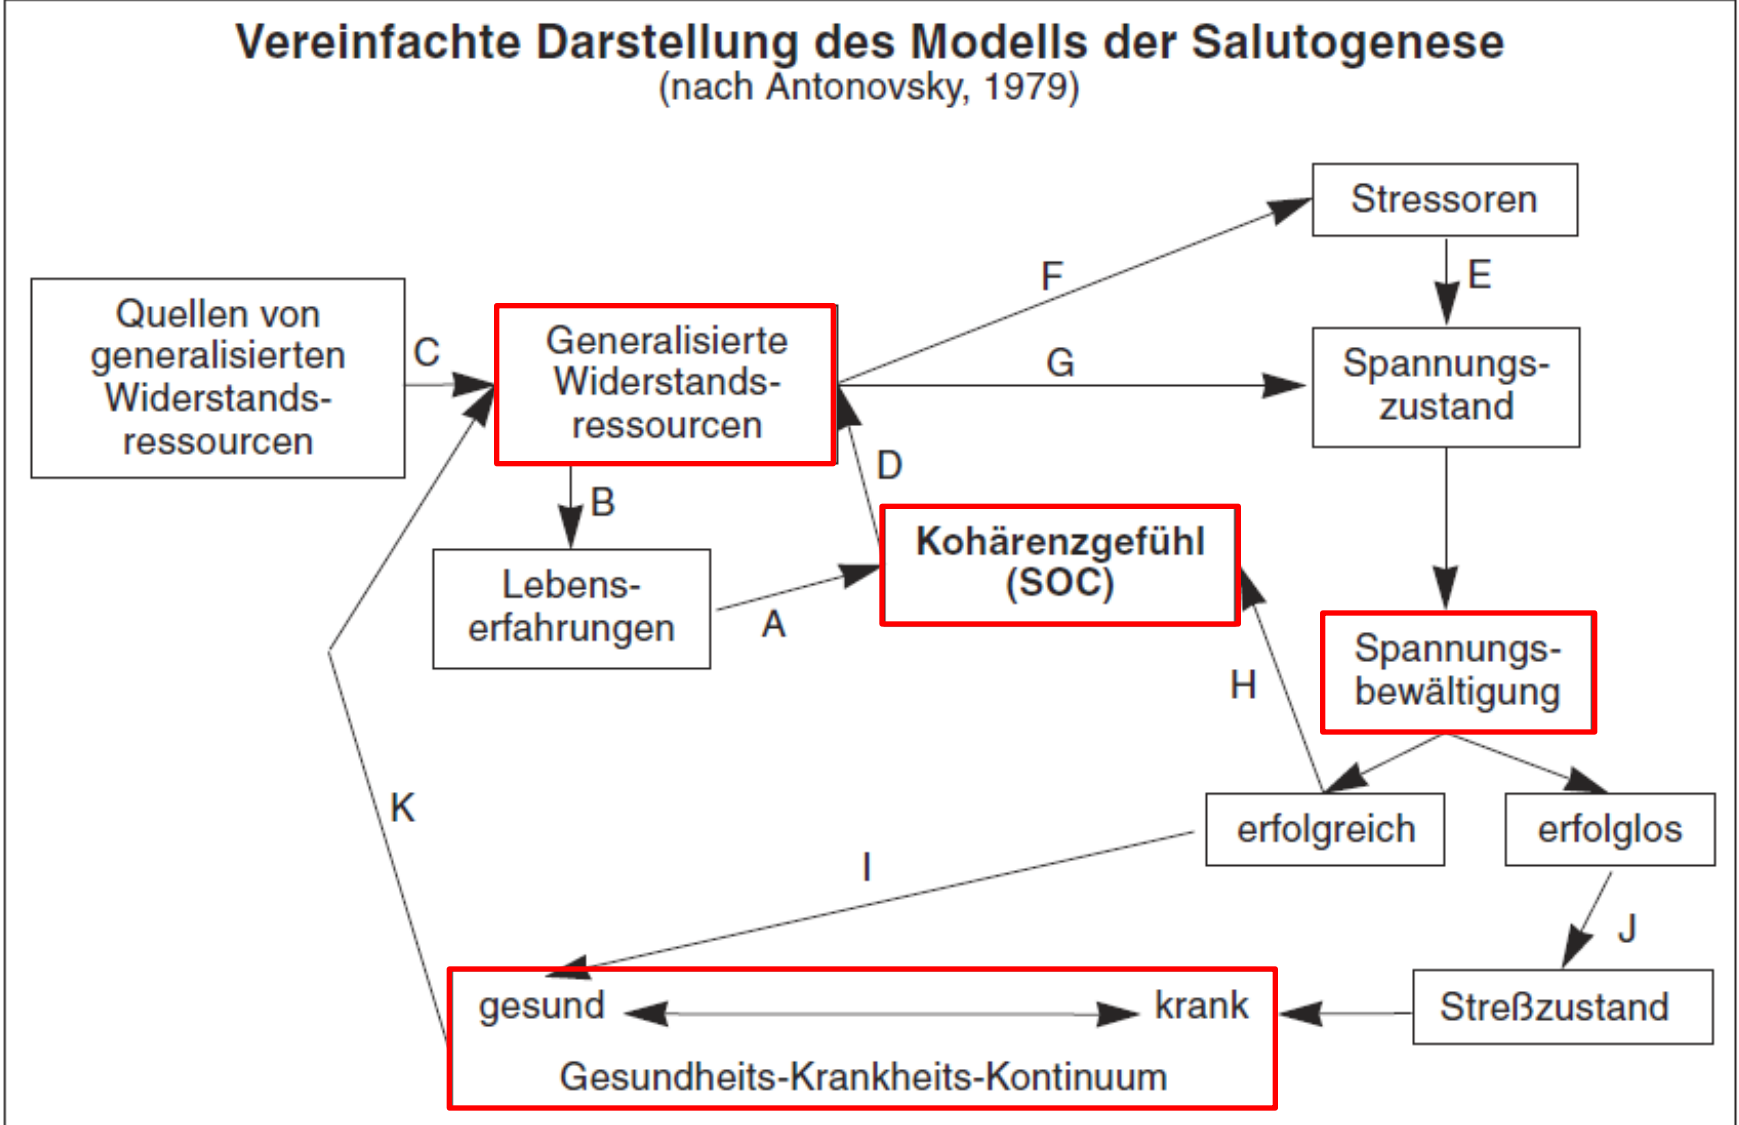 Vereinfachte Darstellung des Modells der Salutogenese
(nach Antonovsky, 1979)
Stressoren
F
E
Quellen von
generalisierten
Widerstands-
ressourcen
C
Generalisierte
Widerstands-
ressourcen
G
Spannungs-
zustand
D
B
Kohärenzgefühl
(SOC)
Lebens-
erfahrungen
A
H
Spannungs-
bewältigung
K
I
erfolgreich
erfolglos
J
gesund
krank
Streßzustand
Gesundheits-Krankheits-Kontinuum